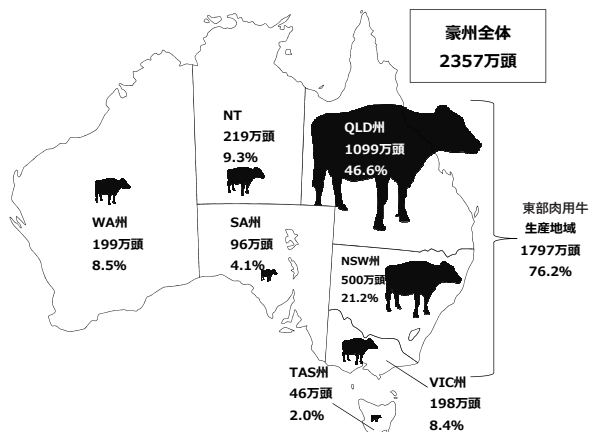 豪州全体
2357万頭
NT
219万頭
9.3%
QLD州
1099万頭
46.6%
WA州
199万頭
8.5%
SA州
96万頭
4.1%
NSW州
500万頭
21.2%
東部肉用牛
生産地域
1797万頭
76.2%
TAS州
46万頭
2.0%
VIC州
198万頭
8.4%